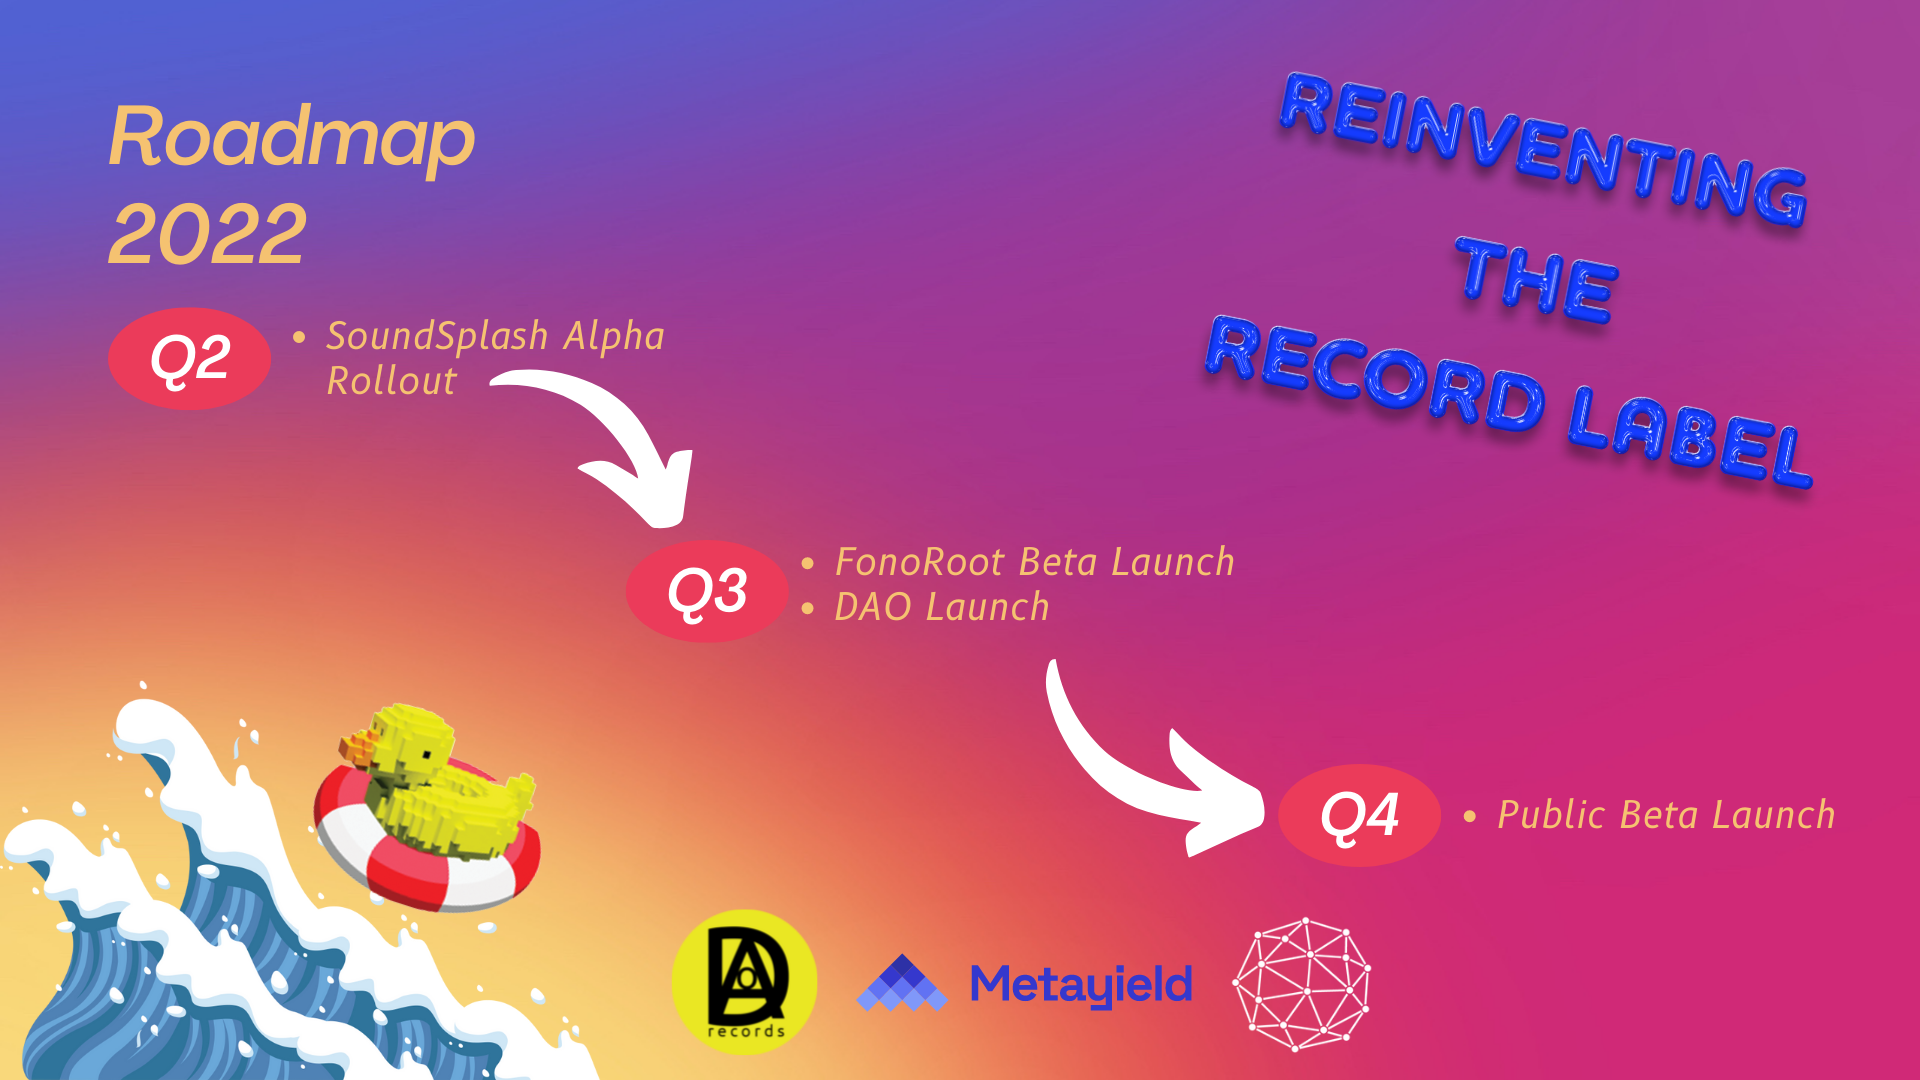 Roadmap
2022
REINVENTING
THE
RECORD LABEL
Q2
• SoundSplash Alpha
Rollout
Q3
• FonoRoot Beta Launch
• DAO Launch
Q4
• Public Beta Launch
DAO
records
Metayield